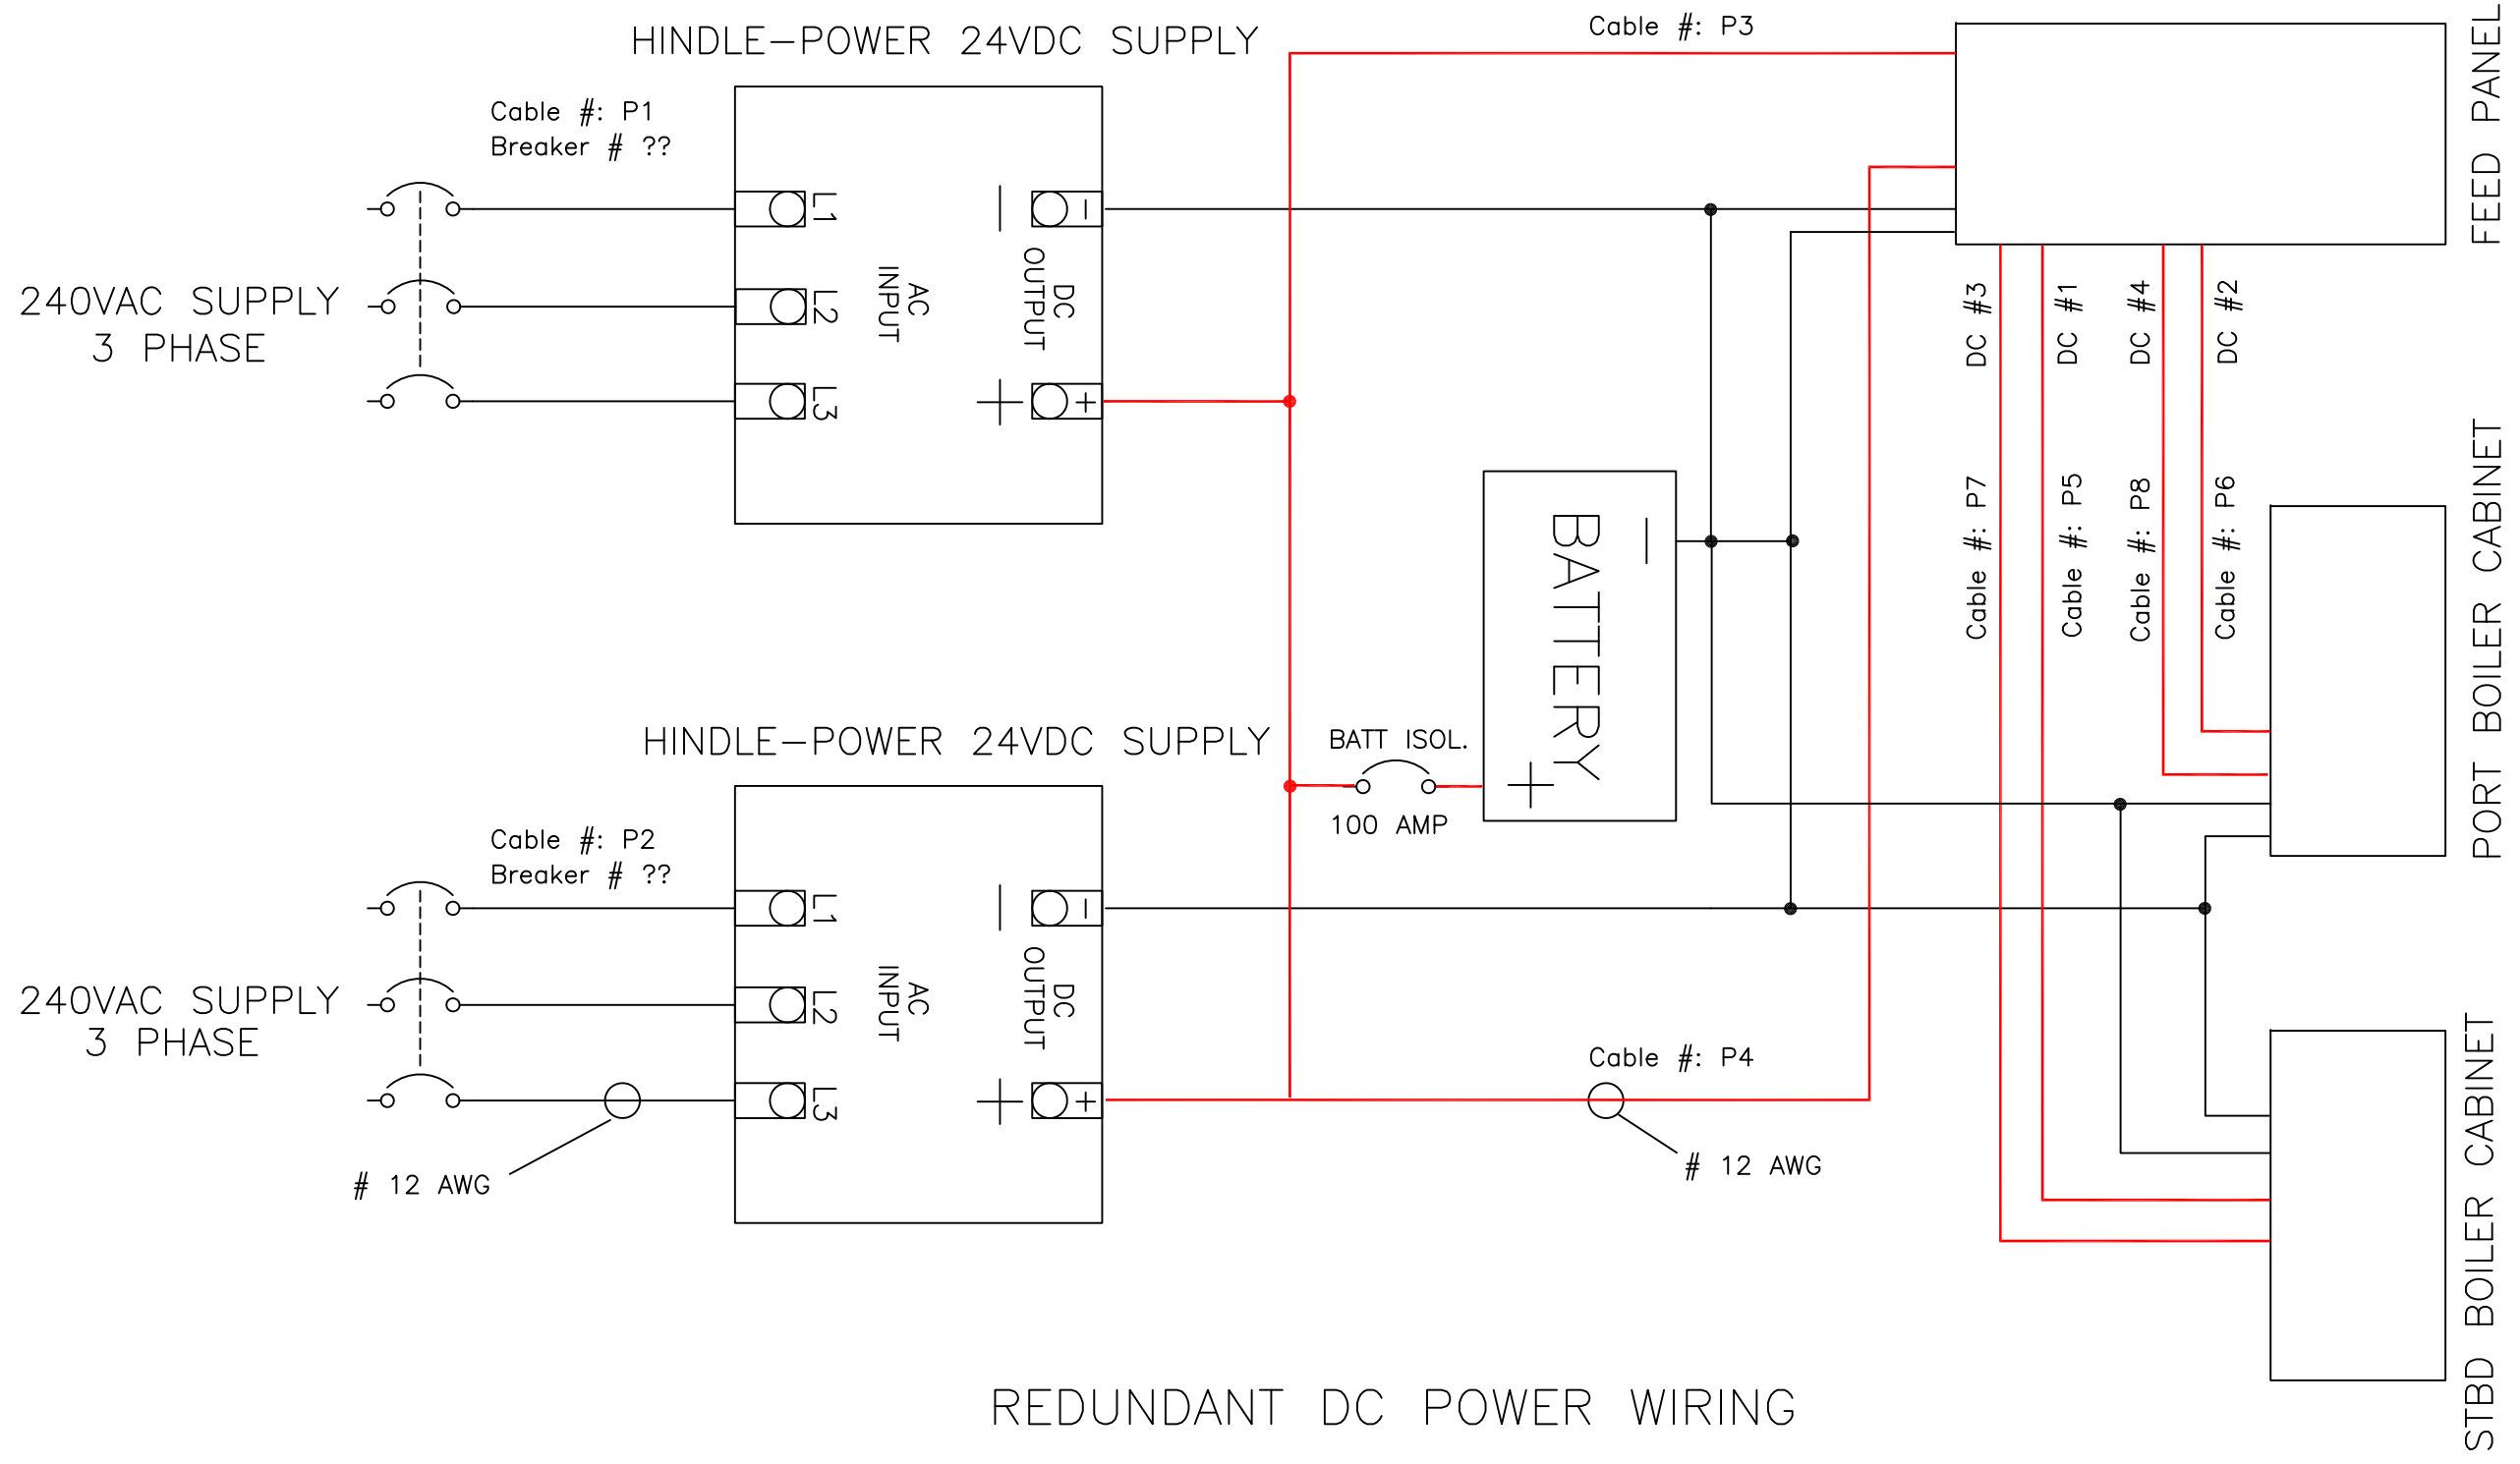 HINDLE-POWER 24VDC SUPPLY
Cable #: P3
FEED PANEL
Cable #: P1
Breaker # ??
L1
-
240VAC SUPPLY
3 PHASE
L2
AC
INPUT
DC
OUTPUT
L3
+
+
DC #3
DC #1
DC #4
DC #2
Cable #: P7
Cable #: P5
Cable #: P8
Cable #: P6
PORT BOILER CABINET
BATTERY
-
+
BATT ISOL.
100 AMP
HINDLE-POWER 24VDC SUPPLY
Cable #: P2
Breaker # ??
L1
-
240VAC SUPPLY
3 PHASE
L2
AC
INPUT
DC
OUTPUT
L3
+
+
# 12 AWG
Cable #: P4
# 12 AWG
STBD BOILER CABINET
REDUNDANT DC POWER WIRING